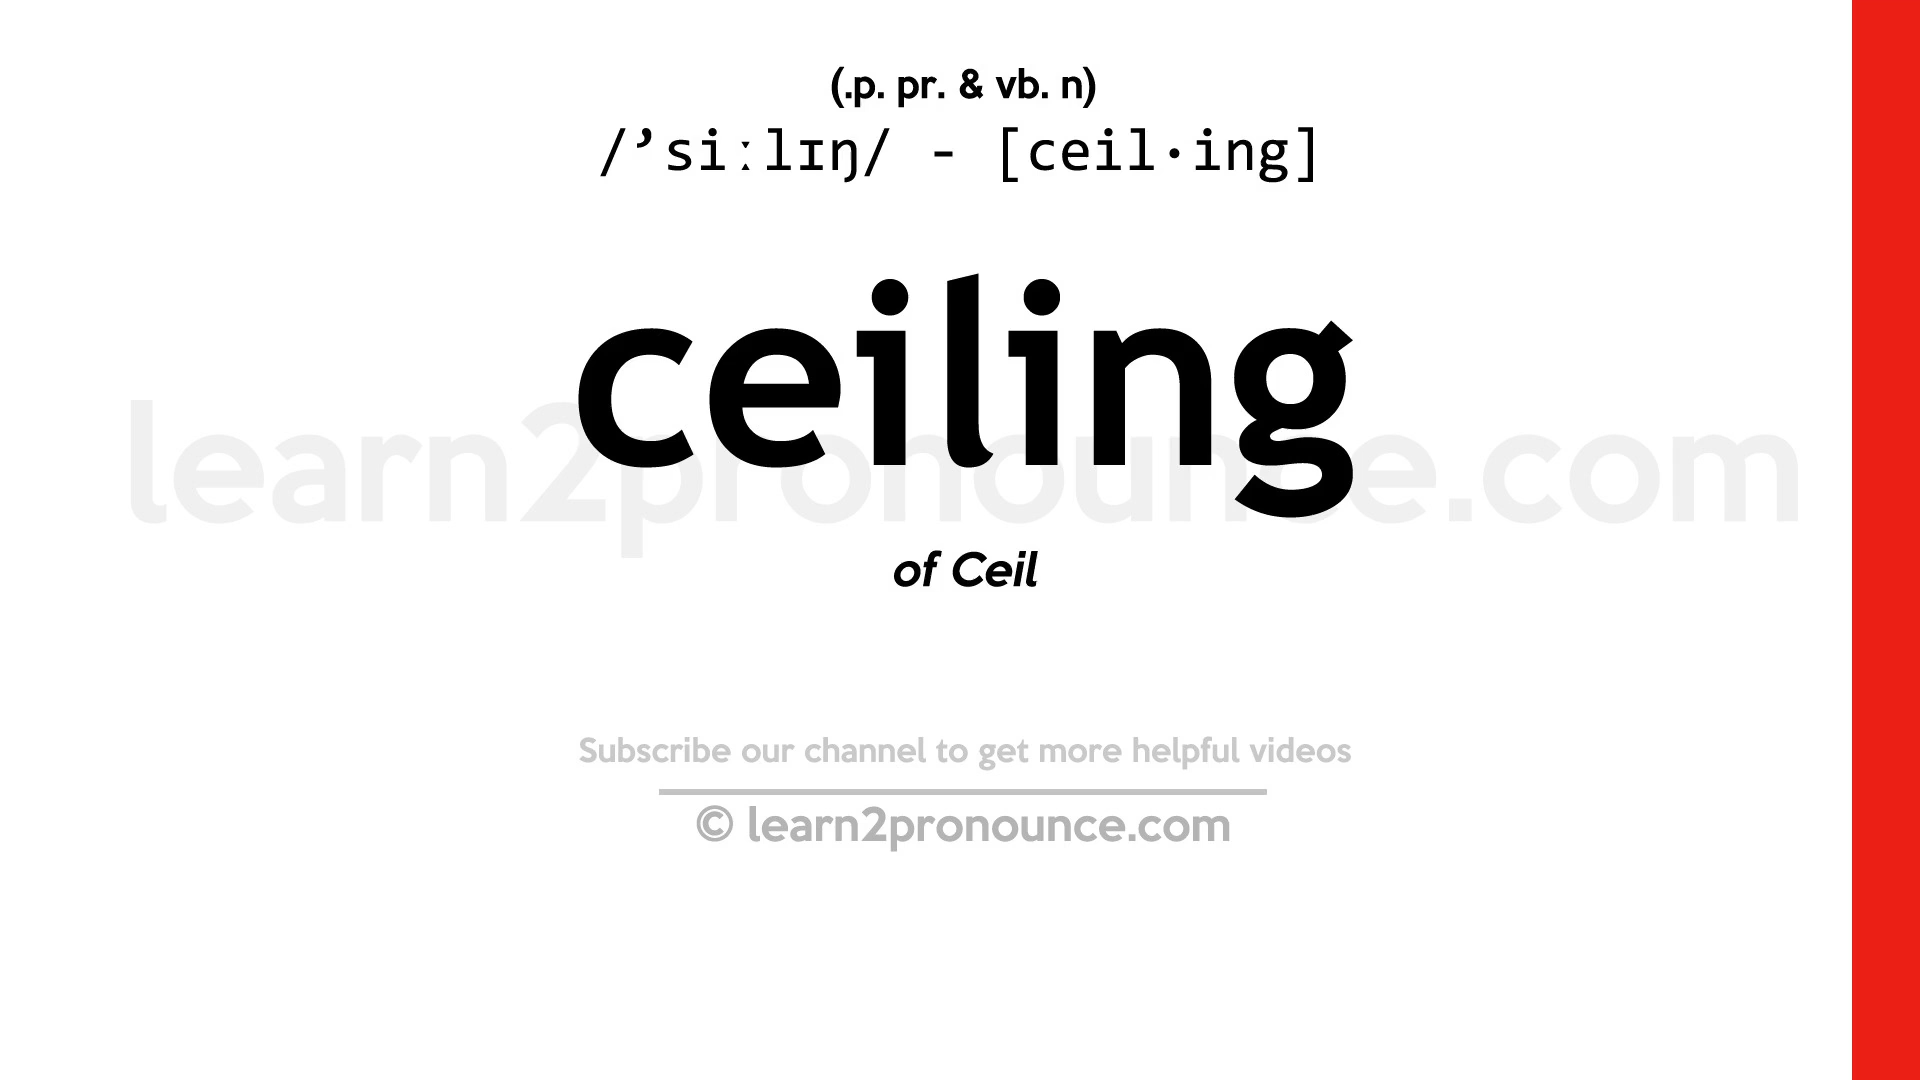 (.p. pr. & vb. n)
/’siːlɪŋ/ - [ceil·ing]
ceiling
learn2pronounce.com
of Ceil
Subscribe our channel to get more helpful videos
© learn2pronounce.com